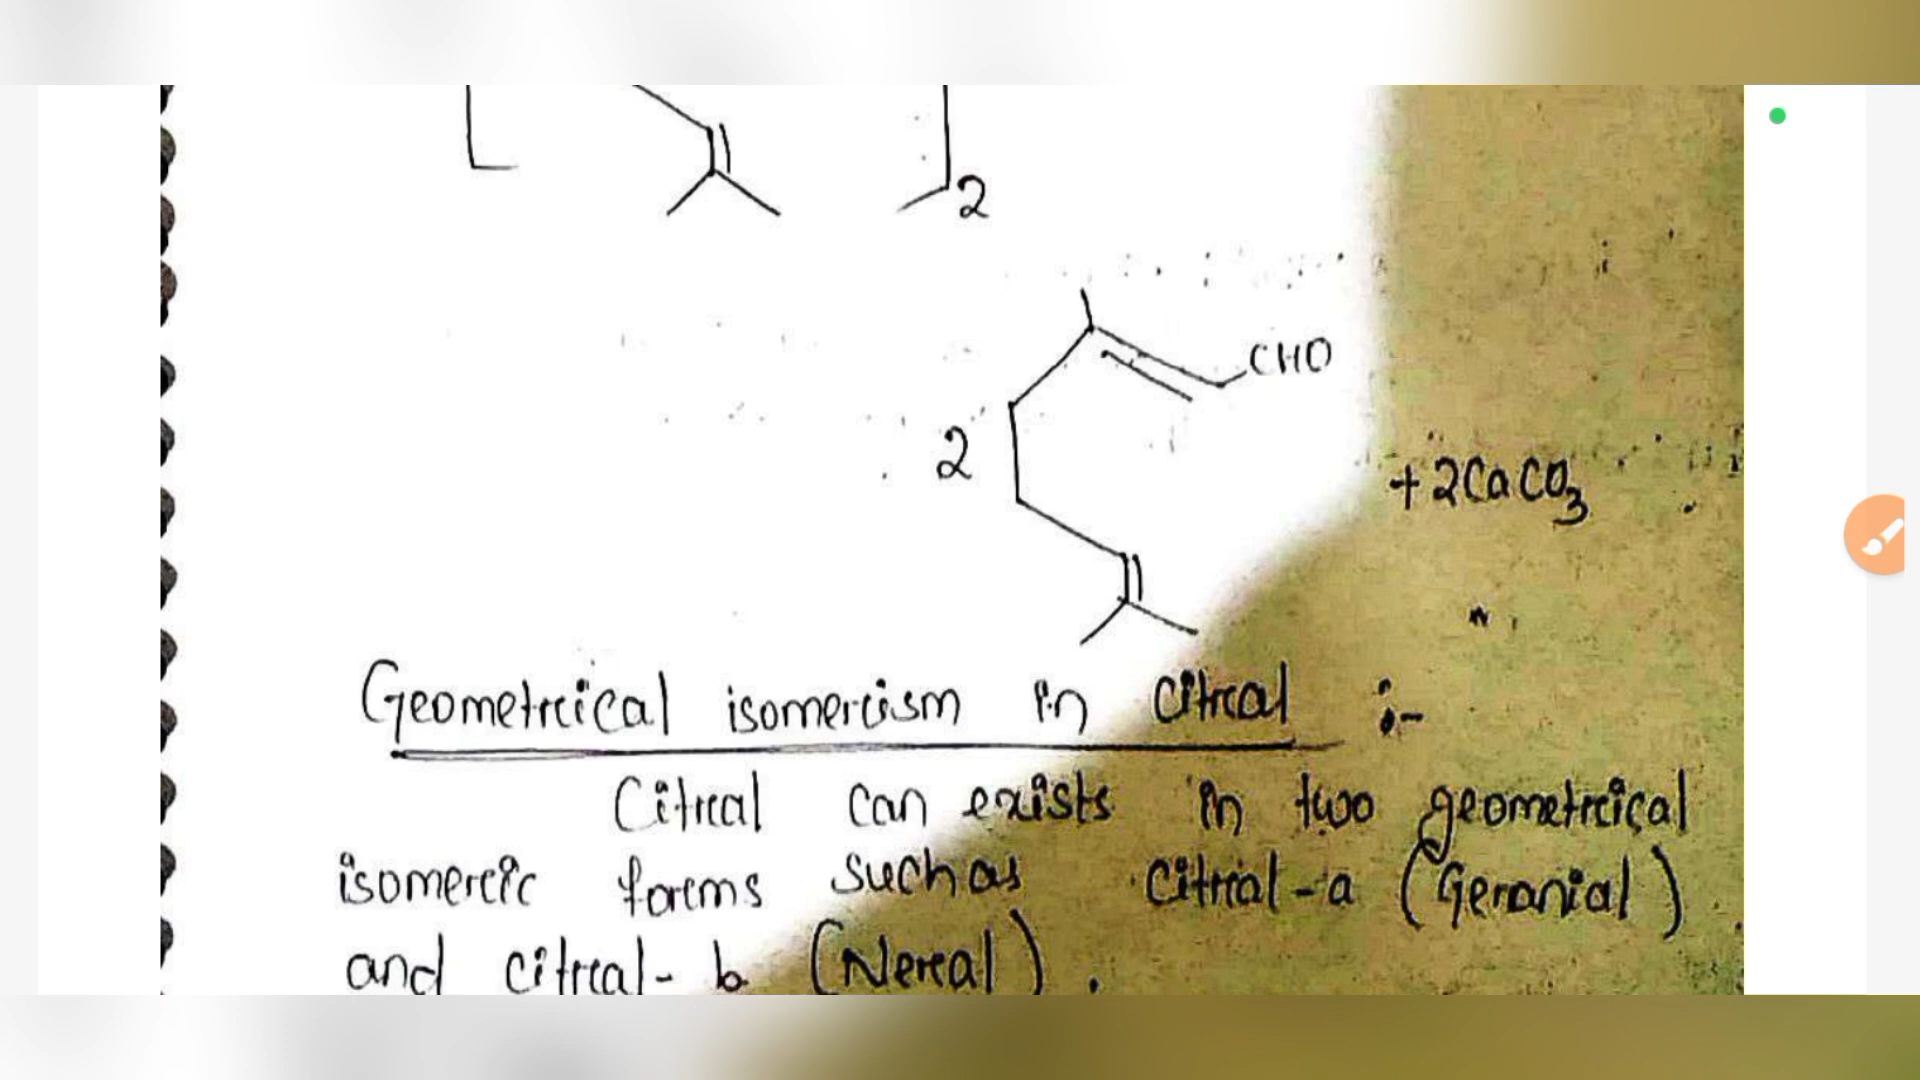 2
CHO
2
+ 2CaCO3
Geometrical isomerism in Citral :-
Citral can exists in two geometrical
isomeric forms such as Citral-a (Geranial)
and citral-b (Neral).